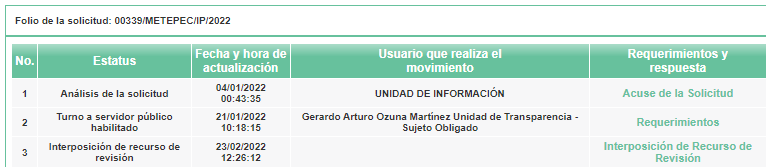 Folio de la solicitud: 00339/METEPEC/IP/2022
No. Estatus Fecha y hora de actualización Usuario que realiza el movimiento Requerimientos y respuesta
1 Análisis de la solicitud 04/01/2022 00:43:35 UNIDAD DE INFORMACIÓN Acuse de la Solicitud
2 Turno a servidor público habilitado 21/01/2022 10:18:15 Gerardo Arturo Ozuna Martínez Unidad de Transparencia - Sujeto Obligado Requerimientos
3 Interposición de recurso de revisión 23/02/2022 12:26:12 Interposición de Recurso de Revisión